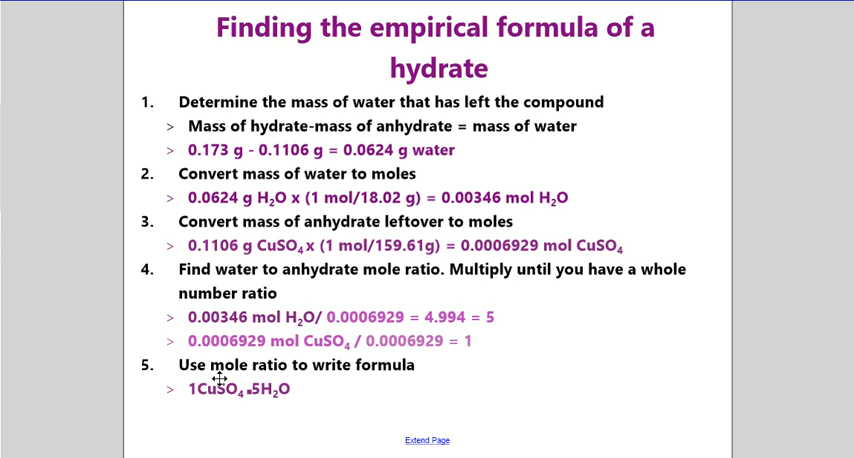 Finding the empirical formula of a
hydrate
1. Determine the mass of water that has left the compound
> Mass of hydrate-mass of anhydrate = mass of water
> 0.173 g - 0.1106 g = 0.0624 g water
2. Convert mass of water to moles
> 0.0624 g H₂O x (1 mol/18.02 g) = 0.00346 mol H₂O
3. Convert mass of anhydrate leftover to moles
> 0.1106 g CuSO₄ x (1 mol/159.61g) = 0.0006929 mol CuSO₄
4. Find water to anhydrate mole ratio. Multiply until you have a whole
number ratio
> 0.00346 mol H₂O/ 0.0006929 = 4.994 = 5
> 0.0006929 mol CuSO₄ / 0.0006929 = 1
5. Use mole ratio to write formula
> 1CuSO₄ ▪5H₂O
Extend Page